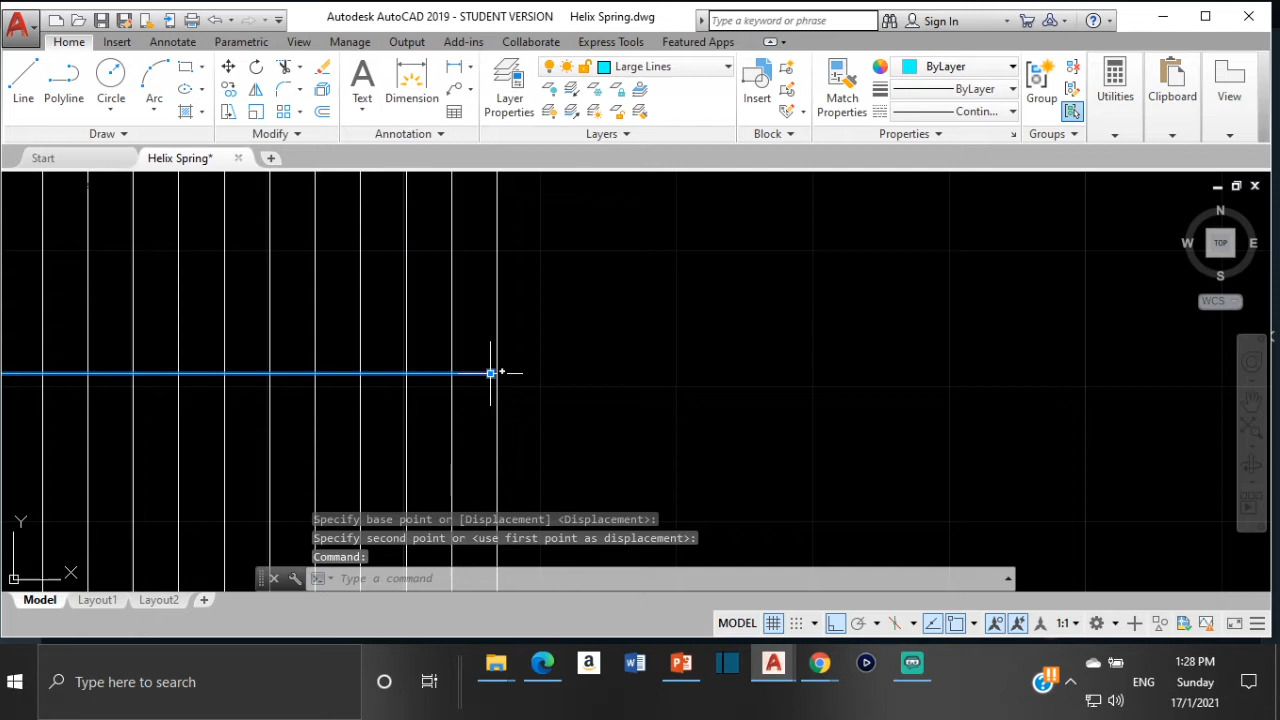 Autodesk AutoCAD 2019 - STUDENT VERSION Helix Spring.dwg Type a keyword or phrase Sign In
Home Insert Annotate Parametric View Manage Output Add-ins Collaborate Express Tools Featured Apps
Line Polyline Circle Arc Text Dimension Layer Properties Large Lines Insert Match Properties ByLayer ByLayer Contin... Group Utilities Clipboard View
Draw Modify Annotation Layers Block Properties Groups
Start Helix Spring*
N
W TOP E
S
WCS
Specify base point or [Displacement] <Displacement>:
Specify second point or <use first point as displacement>:
Command:
Y
X
Type a command
Model Layout1 Layout2
MODEL 1:1
Type here to search
ENG
1:28 PM
Sunday
17/1/2021